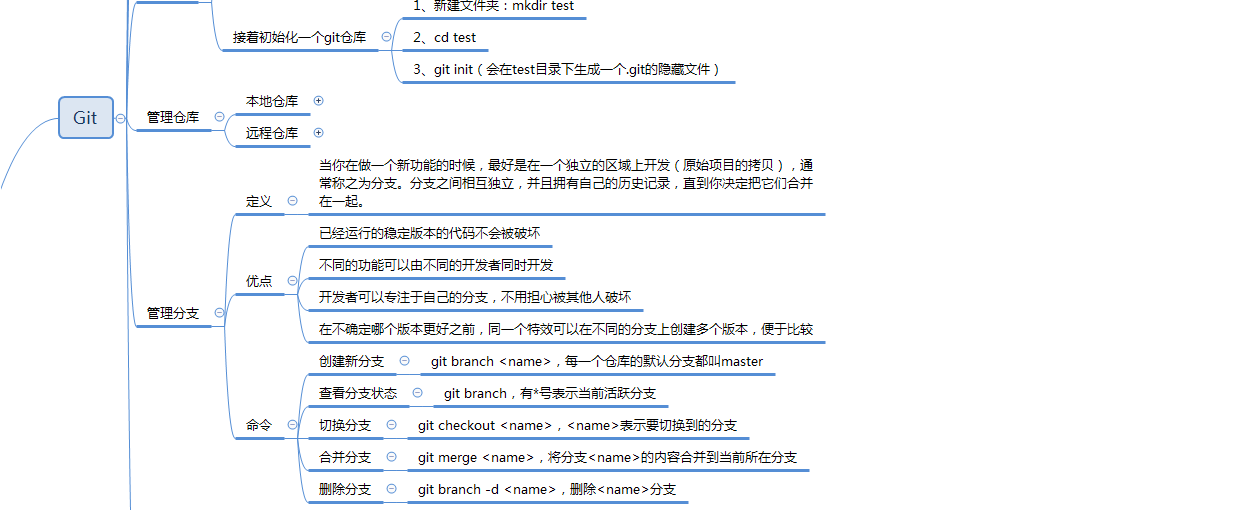 1、新建文件夹：mkdir test
接着初始化一个git仓库
2、cd test
3、git init（会在test目录下生成一个.git的隐藏文件）
Git
管理仓库
本地仓库
远程仓库
管理分支
定义
当你在做一个新功能的时候，最好是在一个独立的区域上开发（原始项目的拷贝），通
常称之为分支。分支之间相互独立，并且拥有自己的历史记录，直到你决定把它们合并
在一起。
优点
已经运行的稳定版本的代码不会被破坏
不同的功能可以由不同的开发者同时开发
开发者可以专注于自己的分支，不用担心被其他人破坏
在不确定哪个版本更好之前，同一个特效可以在不同的分支上创建多个版本，便于比较
命令
创建新分支
git branch <name>，每一个仓库的默认分支都叫master
查看分支状态
git branch，有*号表示当前活跃分支
切换分支
git checkout <name>，<name>表示要切换到的分支
合并分支
git merge <name>，将分支<name>的内容合并到当前所在分支
删除分支
git branch -d <name>，删除<name>分支